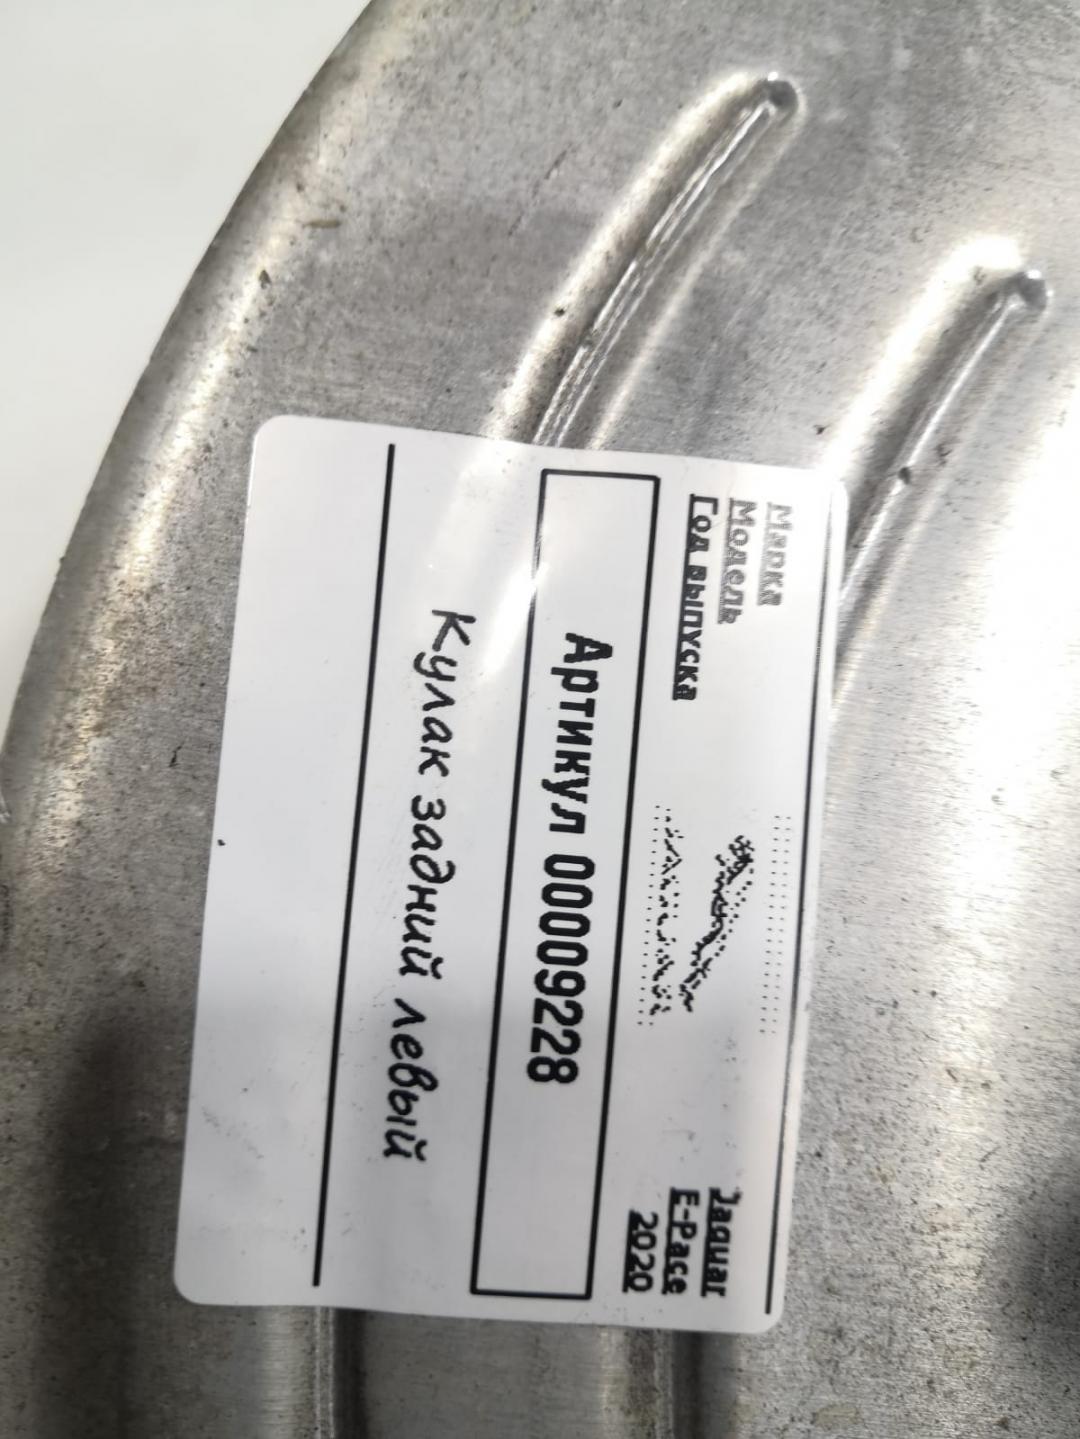 Марка Jaguar
Модель E-Pace
Год выпуска 2020
Артикул 00009228
Кулак задний левый